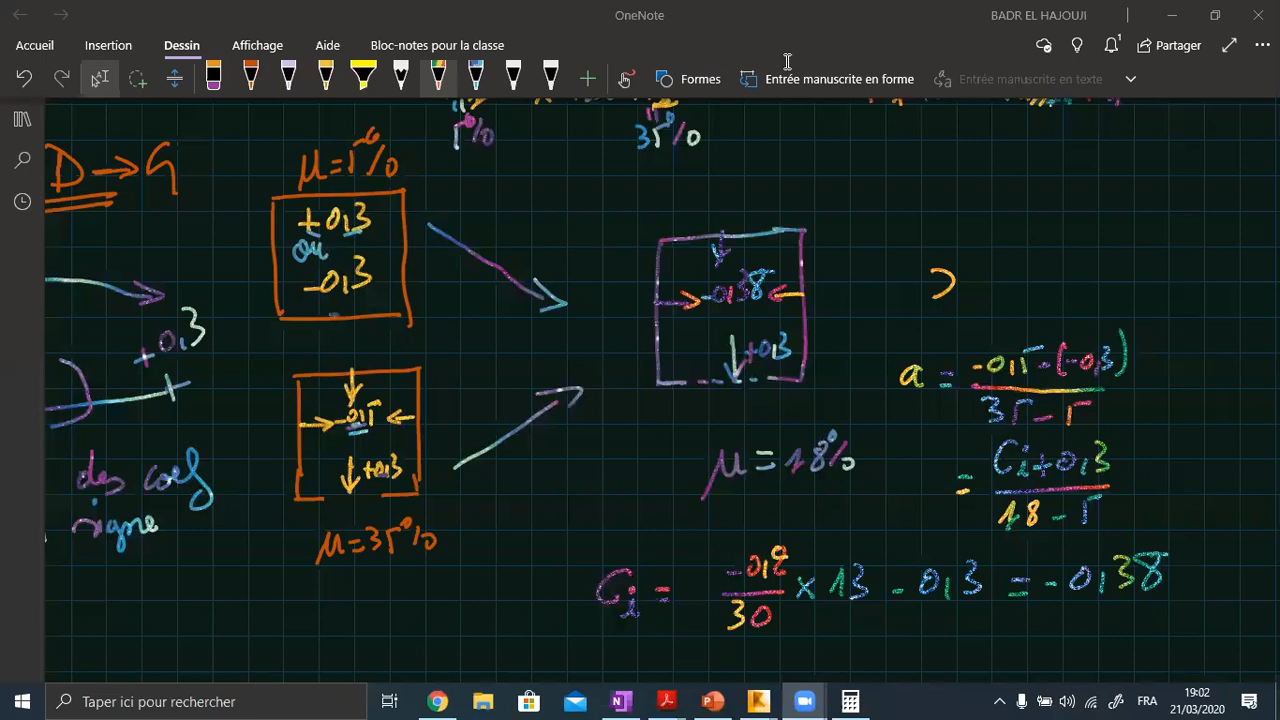 OneNote
BADR EL HAJOUJI
Accueil Insertion Dessin Affichage Aide Bloc-notes pour la classe
Partager
Formes
Entrée manuscrite en forme
Entrée manuscrite en texte
5%
35%
D → G
μ=5%
+0,3
ou
-0,3
+0,3
-0,5
+0,3
μ=35%
des coef
signe
-0,38
+0,3
μ=18%
a = -0,5-(-0,3) / 35-5
= Ci+0,3 / 18-5
Ci = -0,2 / 30 × 13 - 0,3 = -0,38
Taper ici pour rechercher
FRA
19:02
21/03/2020